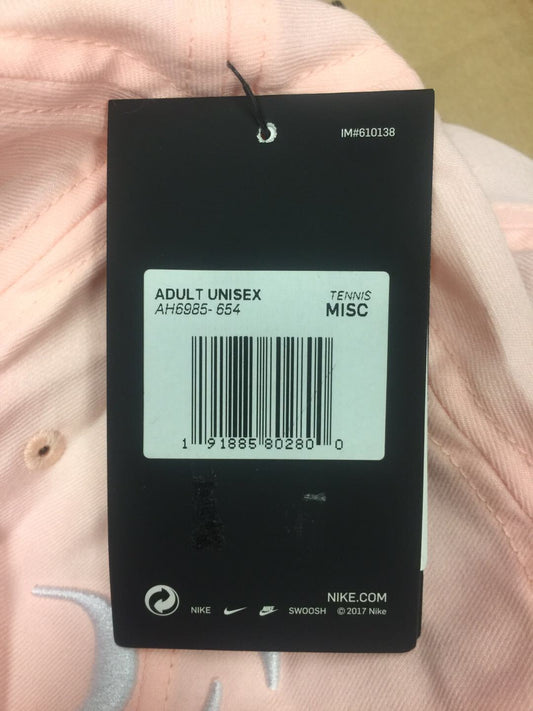 IM#610138
ADULT UNISEX TENNIS
AH6985-654 MISC
1 91885 80280 0
NIKE.COM
NIKE SWOOSH © 2017 Nike